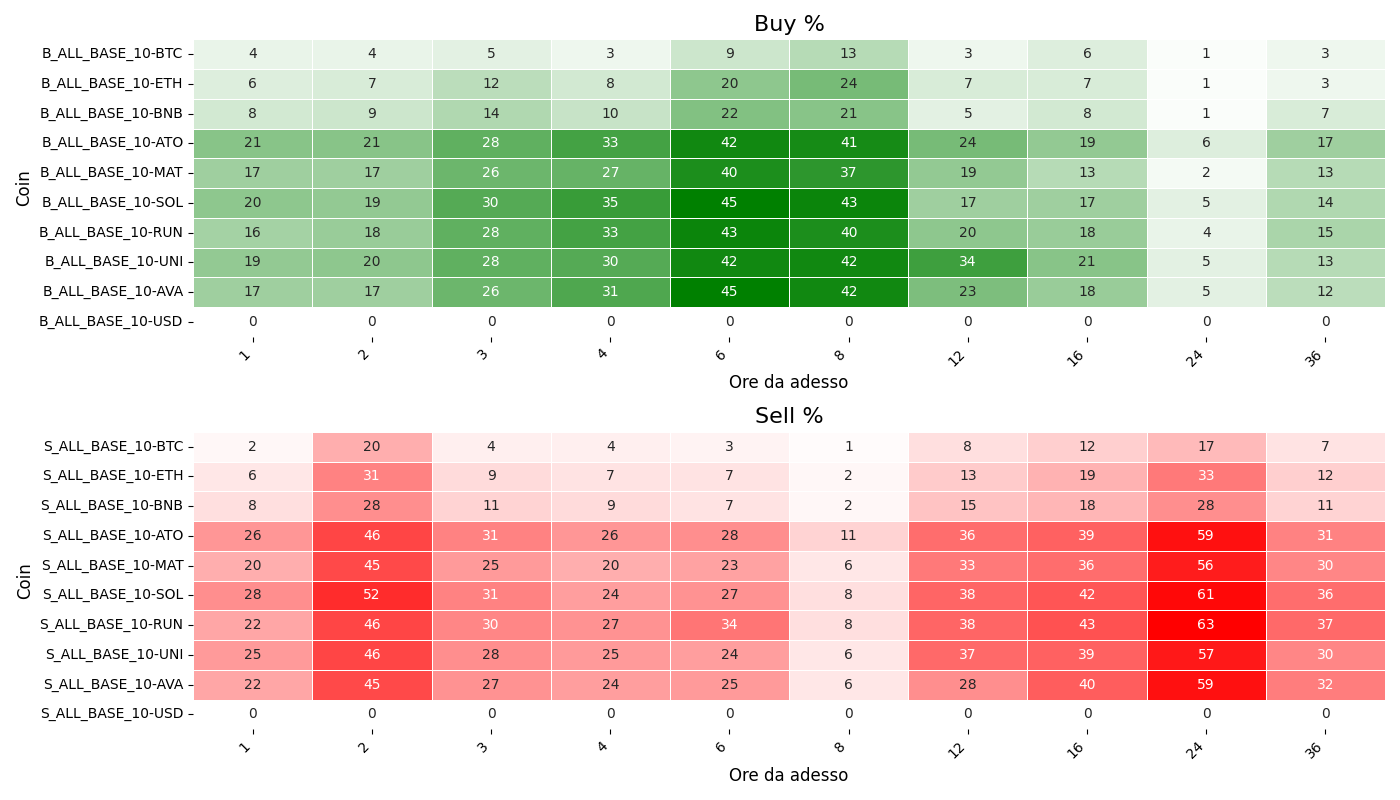 Buy %
Coin
B_ALL_BASE_10-BTC 4 4 5 3 9 13 3 6 1 3
B_ALL_BASE_10-ETH 6 7 12 8 20 24 7 7 1 3
B_ALL_BASE_10-BNB 8 9 14 10 22 21 5 8 1 7
B_ALL_BASE_10-ATO 21 21 28 33 42 41 24 19 6 17
B_ALL_BASE_10-MAT 17 17 26 27 40 37 19 13 2 13
B_ALL_BASE_10-SOL 20 19 30 35 45 43 17 17 5 14
B_ALL_BASE_10-RUN 16 18 28 33 43 40 20 18 4 15
B_ALL_BASE_10-UNI 19 20 28 30 42 42 34 21 5 13
B_ALL_BASE_10-AVA 17 17 26 31 45 42 23 18 5 12
B_ALL_BASE_10-USD 0 0 0 0 0 0 0 0 0 0
1 2 3 4 6 8 12 16 24 36
Ore da adesso
Sell %
Coin
S_ALL_BASE_10-BTC 2 20 4 4 3 1 8 12 17 7
S_ALL_BASE_10-ETH 6 31 9 7 7 2 13 19 33 12
S_ALL_BASE_10-BNB 8 28 11 9 7 2 15 18 28 11
S_ALL_BASE_10-ATO 26 46 31 26 28 11 36 39 59 31
S_ALL_BASE_10-MAT 20 45 25 20 23 6 33 36 56 30
S_ALL_BASE_10-SOL 28 52 31 24 27 8 38 42 61 36
S_ALL_BASE_10-RUN 22 46 30 27 34 8 38 43 63 37
S_ALL_BASE_10-UNI 25 46 28 25 24 6 37 39 57 30
S_ALL_BASE_10-AVA 22 45 27 24 25 6 28 40 59 32
S_ALL_BASE_10-USD 0 0 0 0 0 0 0 0 0 0
1 2 3 4 6 8 12 16 24 36
Ore da adesso